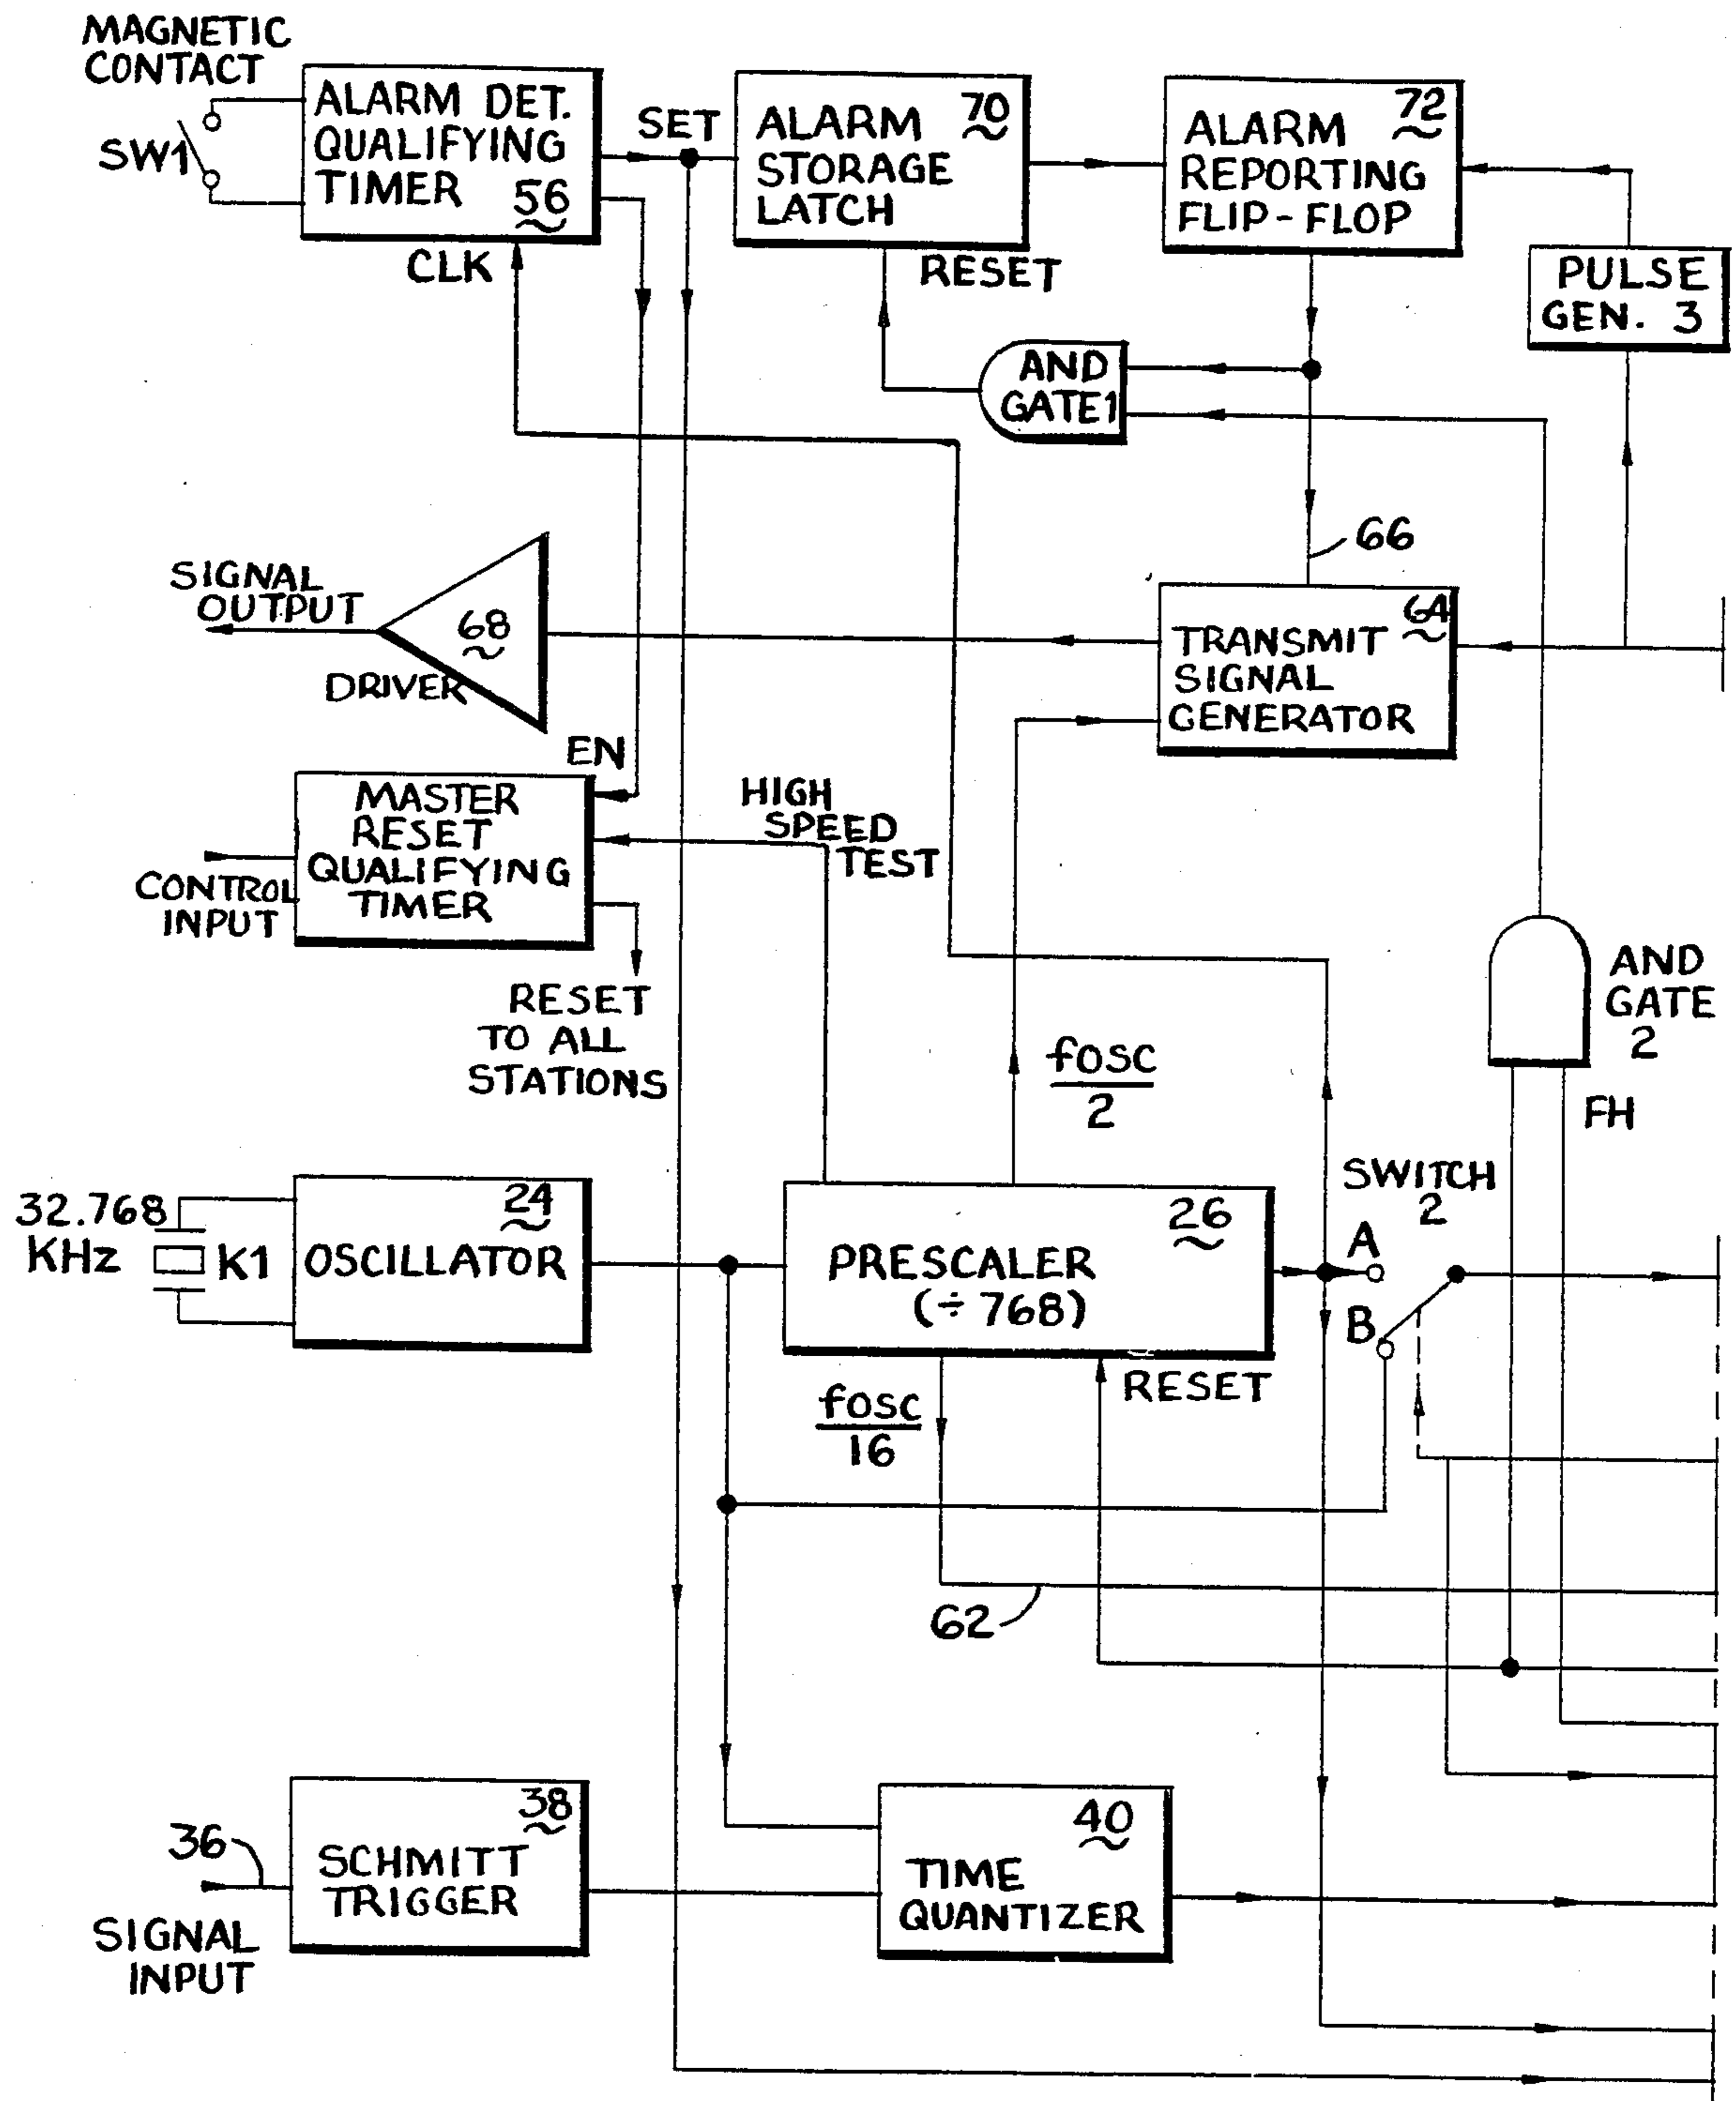 MAGNETIC
CONTACT
SW1
ALARM DET.
QUALIFYING
TIMER 56
CLK
SET
ALARM 70
STORAGE
LATCH
RESET
72
ALARM
REPORTING
FLIP-FLOP
PULSE
GEN. 3
AND
GATE1
66
SIGNAL
OUTPUT
68
DRIVER
64
TRANSMIT
SIGNAL
GENERATOR
EN
MASTER
RESET
QUALIFYING
TIMER
CONTROL
INPUT
HIGH
SPEED
TEST
RESET
TO ALL
STATIONS
fosc
2
AND
GATE
2
FH
32.768
KHz
K1
24
OSCILLATOR
26
PRESCALER
(÷ 768)
RESET
SWITCH
2
A
B
fosc
16
62
36
SIGNAL
INPUT
38
SCHMITT
TRIGGER
40
TIME
QUANTIZER